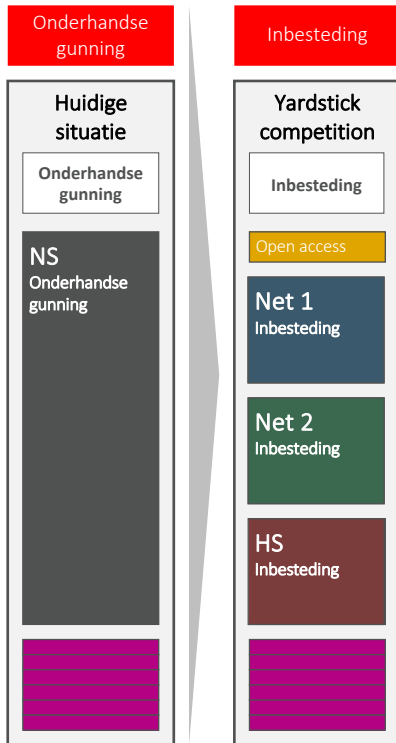 Onderhandse
gunning
Huidige
situatie
Onderhandse
gunning
NS
Onderhandse
gunning
Inbesteding
Yardstick
competition
Inbesteding
Open access
Net 1
Inbesteding
Net 2
Inbesteding
HS
Inbesteding